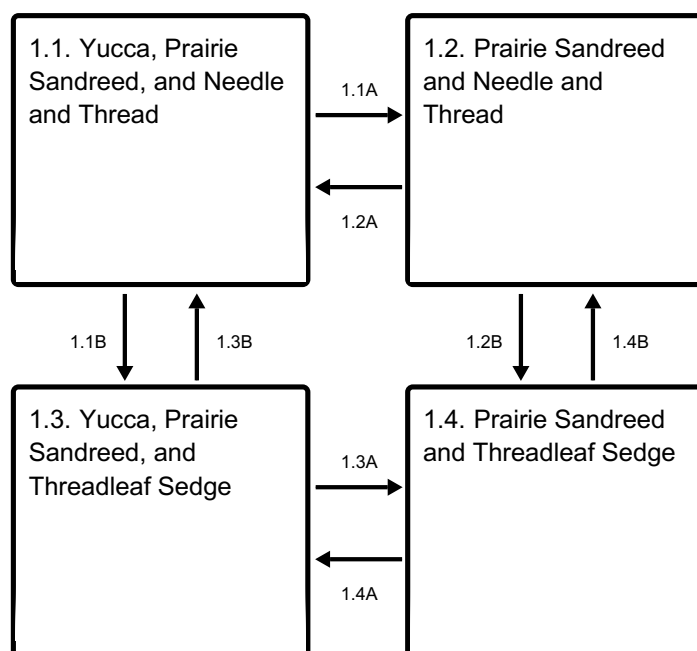 1.1. Yucca, Prairie
Sandreed, and Needle
and Thread
1.1A
1.2A
1.2. Prairie Sandreed
and Needle and
Thread
1.1B
1.3B
1.2B
1.4B
1.3. Yucca, Prairie
Sandreed, and
Threadleaf Sedge
1.3A
1.4A
1.4. Prairie Sandreed
and Threadleaf Sedge